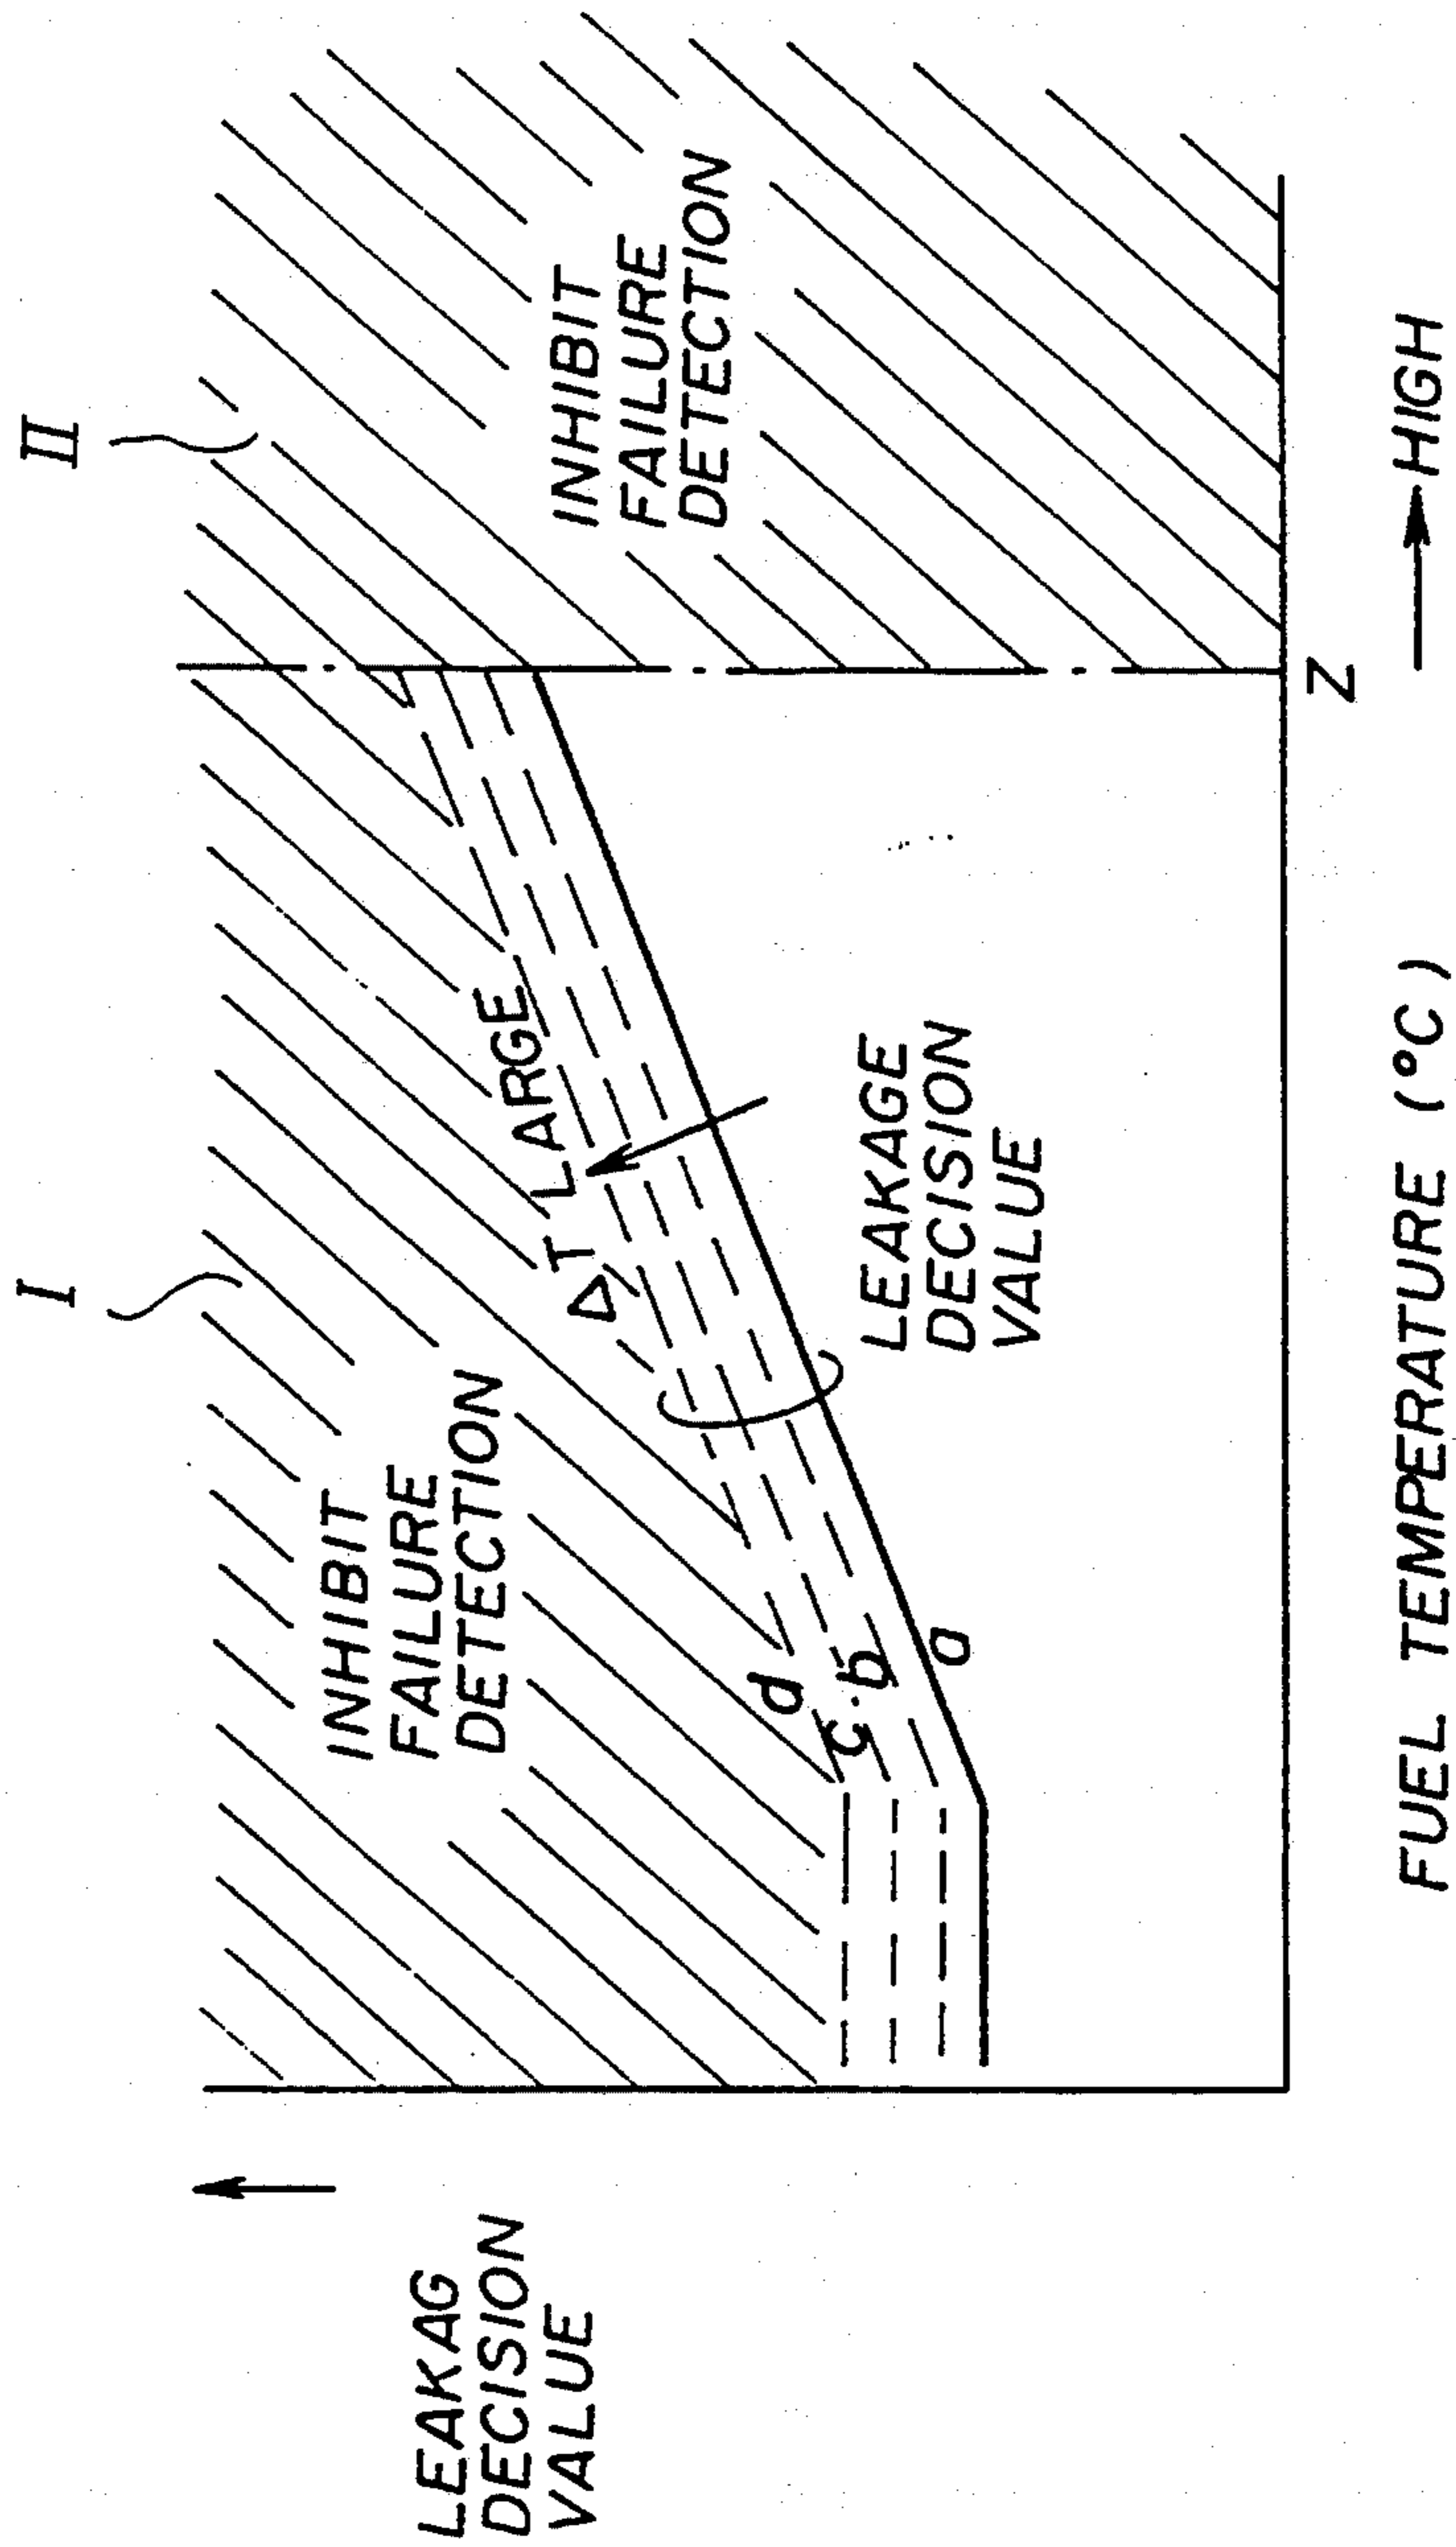 I
II
INHIBIT
FAILURE
DETECTION
INHIBIT
FAILURE
DETECTION
LEAKAG
DECISION
VALUE
ΔT LARGE
d
c
b
a
LEAKAGE
DECISION
VALUE
Z
FUEL TEMPERATURE (°C)
HIGH